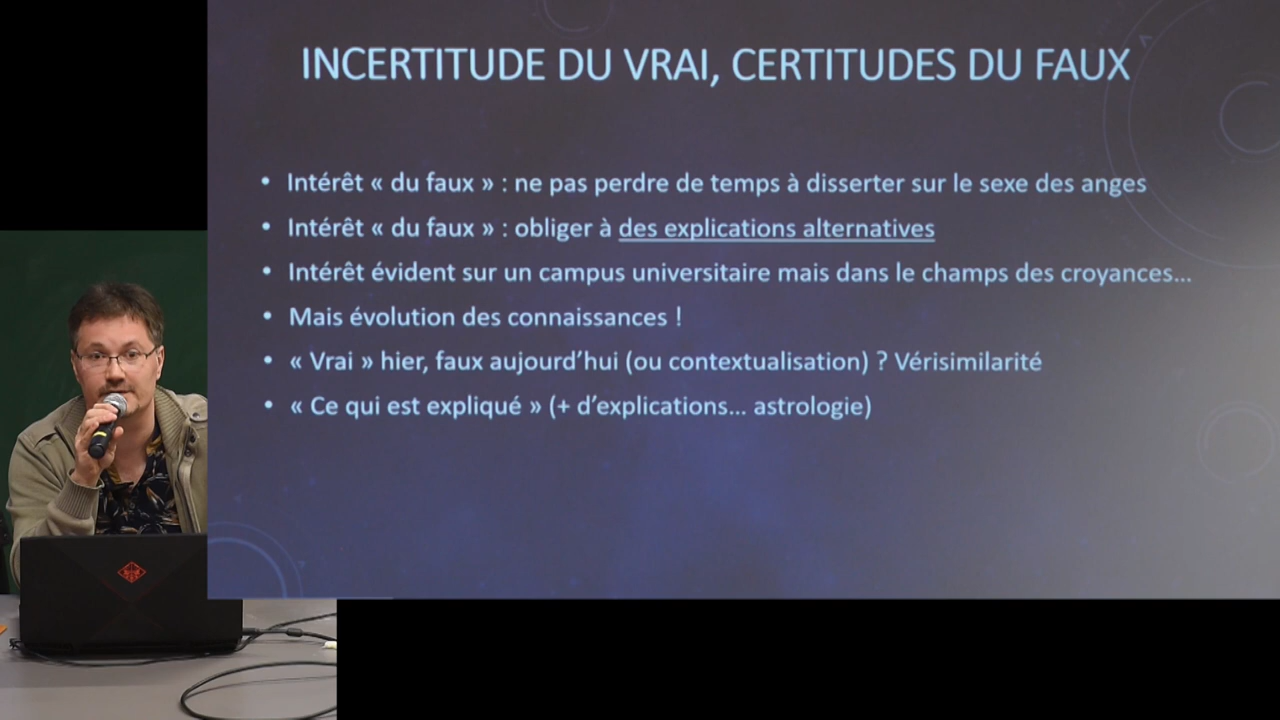 INCERTITUDE DU VRAI, CERTITUDES DU FAUX
• Intérêt « du faux » : ne pas perdre de temps à disserter sur le sexe des anges
• Intérêt « du faux » : obliger à des explications alternatives
• Intérêt évident sur un campus universitaire mais dans le champs des croyances...
• Mais évolution des connaissances !
• « Vrai » hier, faux aujourd'hui (ou contextualisation) ? Vérisimilarité
• « Ce qui est expliqué » (+ d'explications... astrologie)